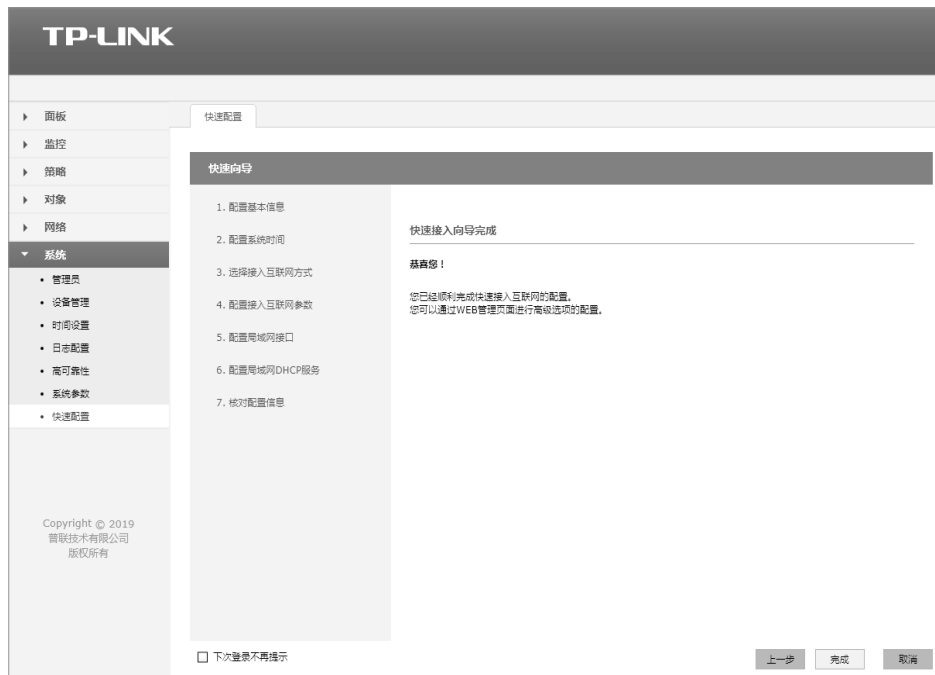 TP-LINK
面板
监控
策略
对象
网络
系统
管理员
设备管理
时间设置
日志配置
高可靠性
系统参数
快速配置
Copyright © 2019
普联技术有限公司
版权所有
快速配置
快速向导
1. 配置基本信息
2. 配置系统时间
3. 选择接入互联网方式
4. 配置接入互联网参数
5. 配置局域网接口
6. 配置局域网DHCP服务
7. 核对配置信息
快速接入向导完成
恭喜您！
您已经顺利完成快速接入互联网的配置。
您可以通过WEB管理页面进行高级选项的配置。
下次登录不再提示
上一步 完成 取消